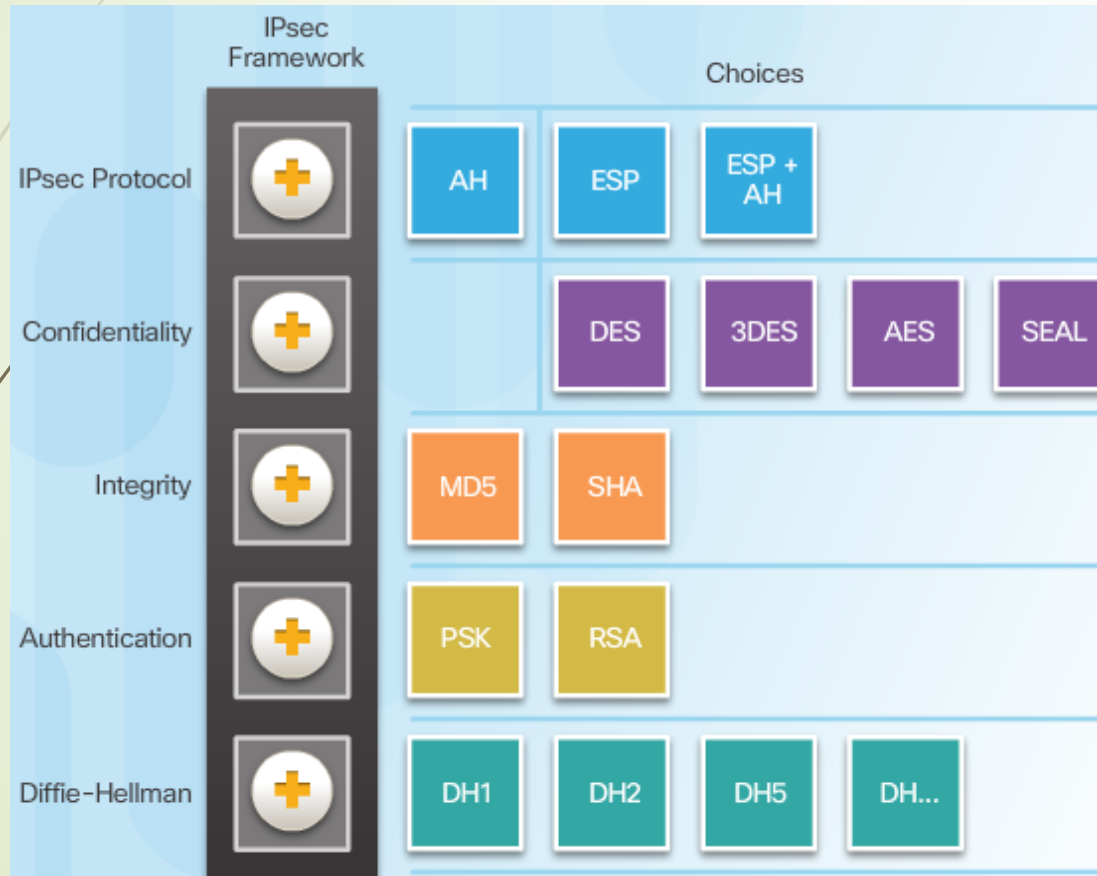 IPsec
Framework
Choices
IPsec Protocol
AH
ESP
ESP +
AH
Confidentiality
DES
3DES
AES
SEAL
Integrity
MD5
SHA
Authentication
PSK
RSA
Diffie-Hellman
DH1
DH2
DH5
DH...